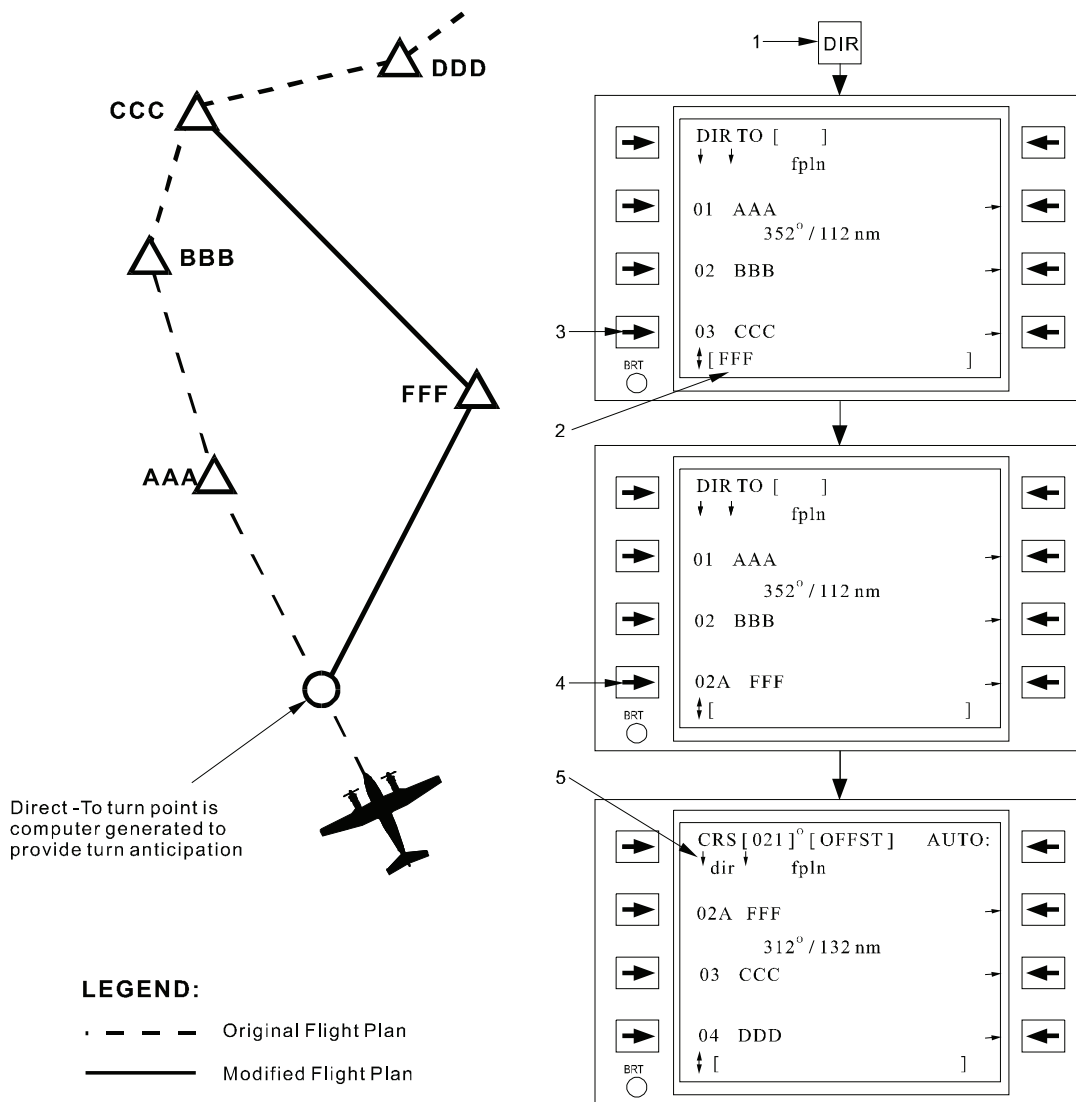 DDD
CCC
BBB
FFF
AAA
Direct -To turn point is
computer generated to
provide turn anticipation
LEGEND:
Original Flight Plan
Modified Flight Plan
1
DIR
DIR TO [ ]
fpln
01 AAA
352° / 112 nm
02 BBB
3
03 CCC
[ FFF ]
BRT
2
DIR TO [ ]
fpln
01 AAA
352° / 112 nm
02 BBB
4
02A FFF
[ ]
BRT
5
CRS [ 021 ]° [ OFFST ] AUTO:
dir fpln
02A FFF
312° / 132 nm
03 CCC
04 DDD
[ ]
BRT